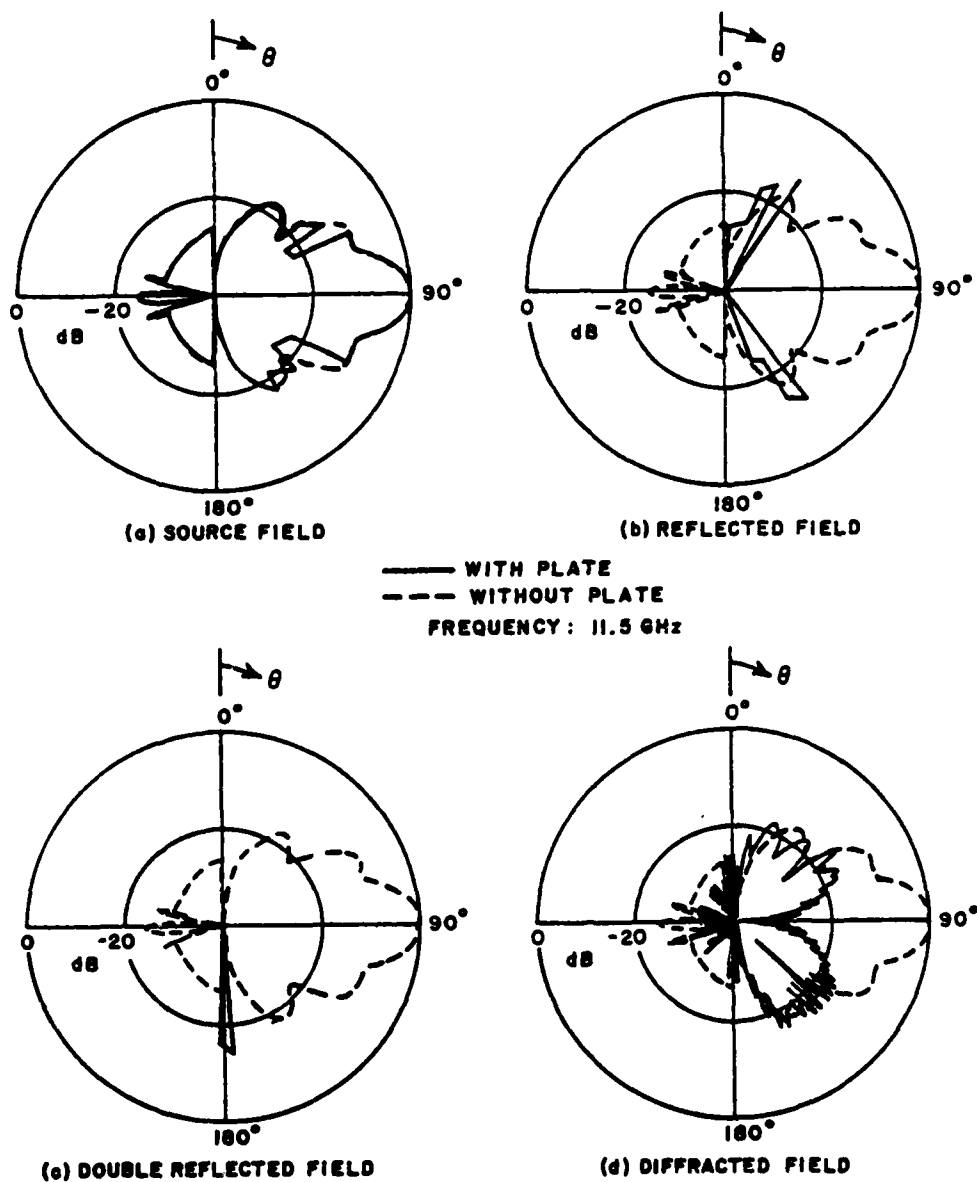 θ θ
0° 0°
90° 90°
0 -20 0 -20
dB dB
180° 180°
(a) SOURCE FIELD (b) REFLECTED FIELD
WITH PLATE
WITHOUT PLATE
FREQUENCY: 11.5 GHz
θ θ
0° 0°
90° 90°
0 -20 0 -20
dB dB
180° 180°
(c) DOUBLE REFLECTED FIELD (d) DIFFRACTED FIELD